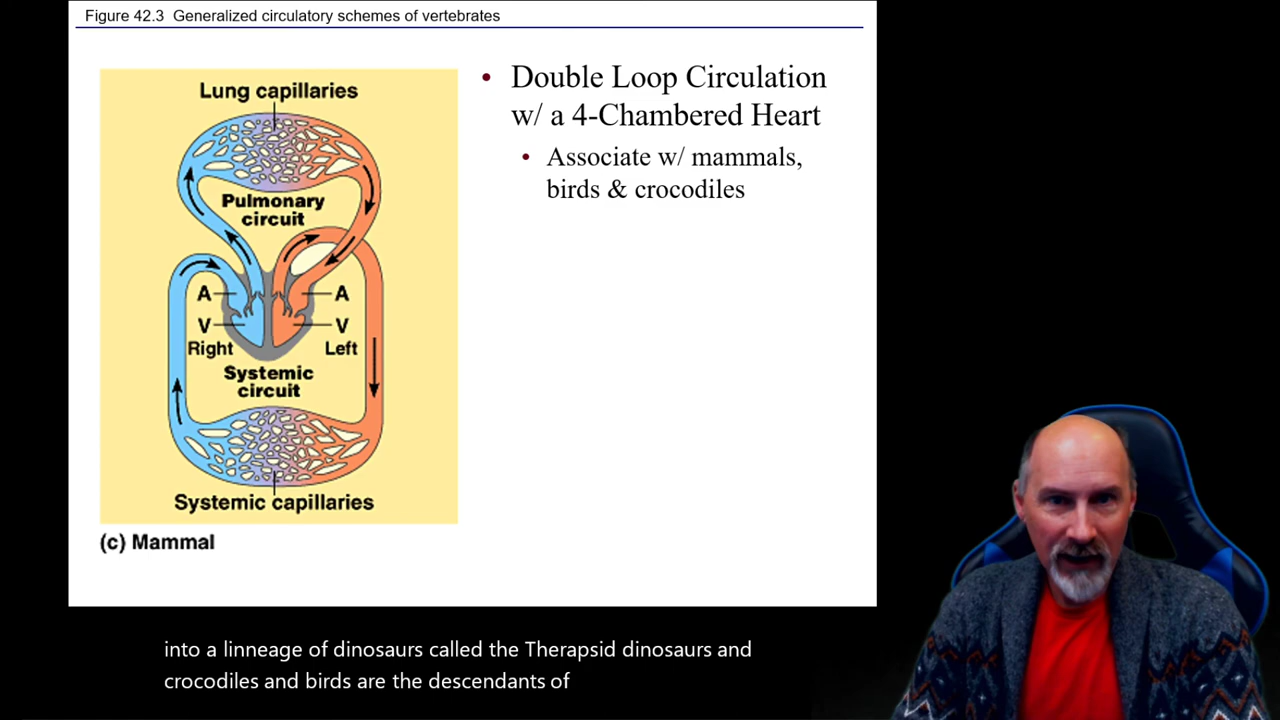 Figure 42.3 Generalized circulatory schemes of vertebrates
Lung capillaries
Pulmonary
circuit
A
A
V
V
Right
Left
Systemic
circuit
Systemic capillaries
(c) Mammal
• Double Loop Circulation
w/ a 4-Chambered Heart
• Associate w/ mammals,
birds & crocodiles
into a linneage of dinosaurs called the Therapsid dinosaurs and
crocodiles and birds are the descendants of